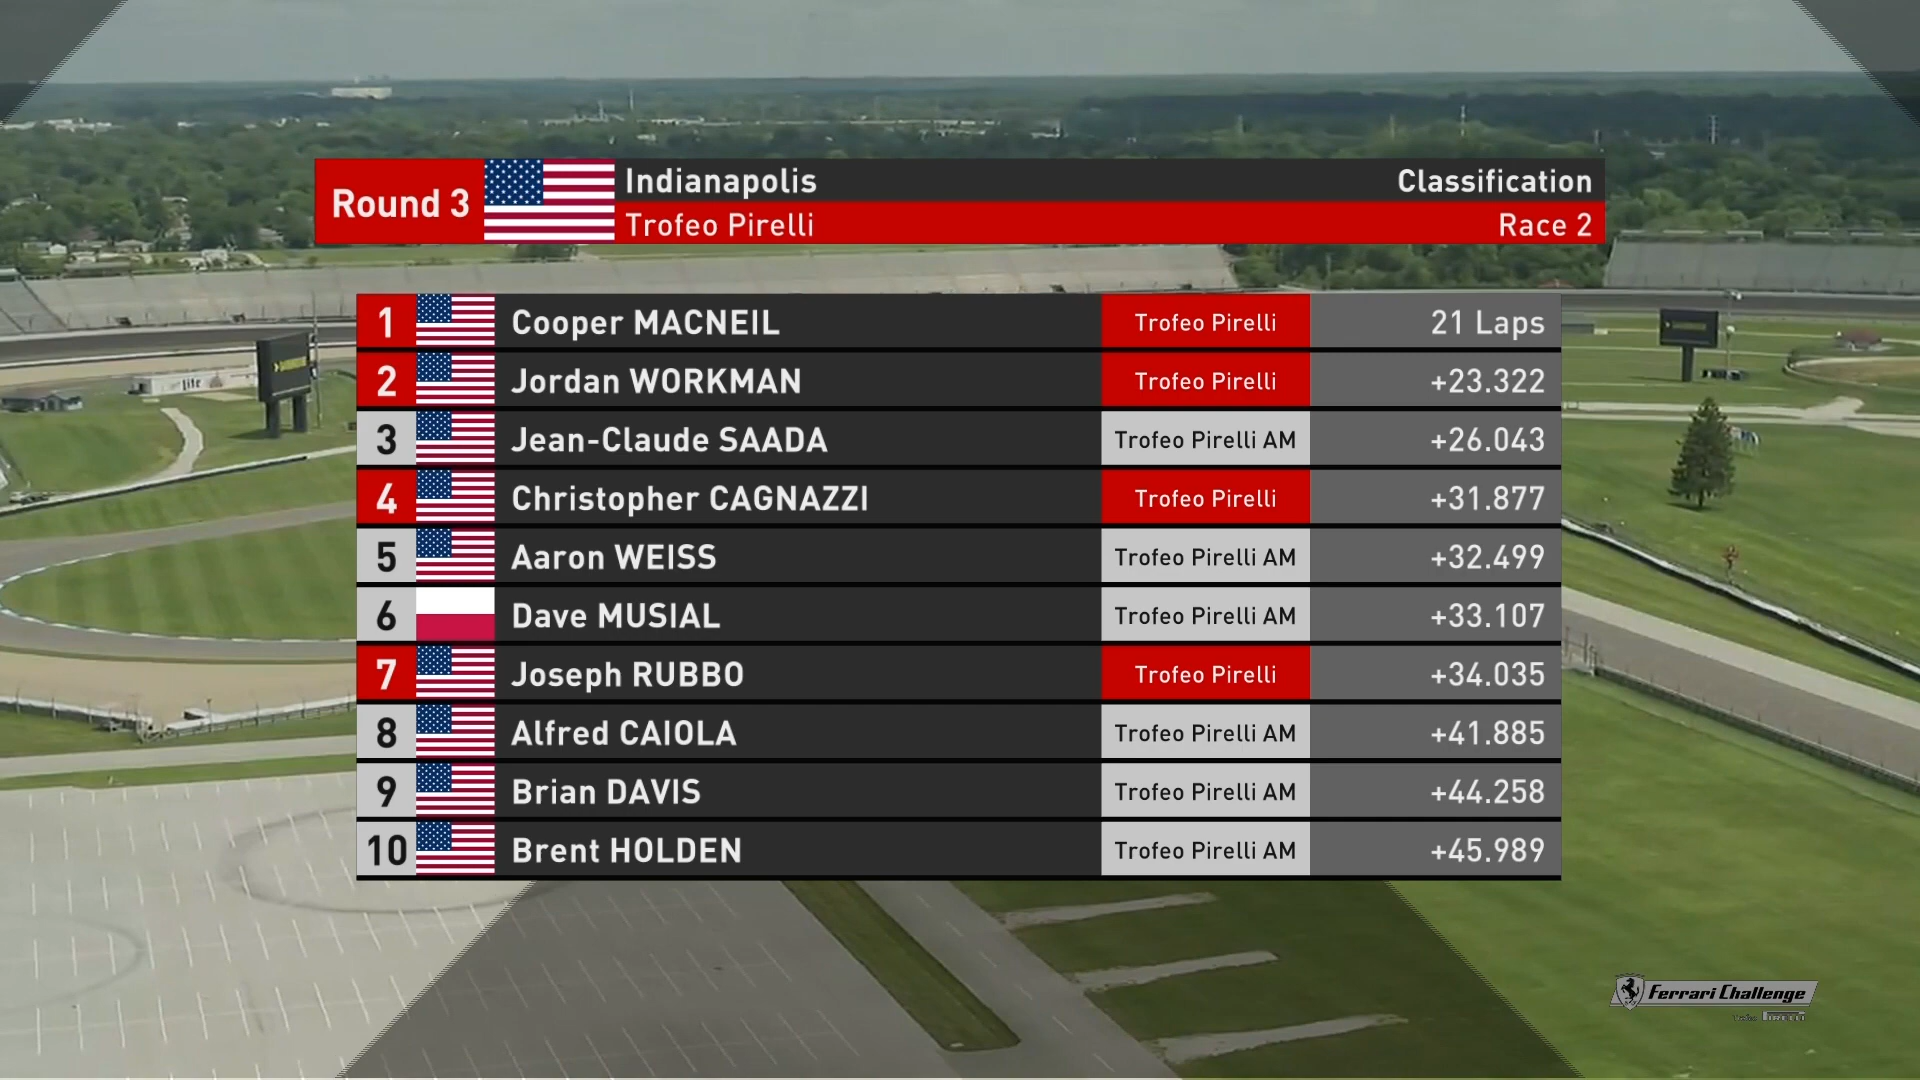 Round 3
Indianapolis
Classification
Trofeo Pirelli
Race 2
1 Cooper MACNEIL Trofeo Pirelli 21 Laps
2 Jordan WORKMAN Trofeo Pirelli +23.322
3 Jean-Claude SAADA Trofeo Pirelli AM +26.043
4 Christopher CAGNAZZI Trofeo Pirelli +31.877
5 Aaron WEISS Trofeo Pirelli AM +32.499
6 Dave MUSIAL Trofeo Pirelli AM +33.107
7 Joseph RUBBO Trofeo Pirelli +34.035
8 Alfred CAIOLA Trofeo Pirelli AM +41.885
9 Brian DAVIS Trofeo Pirelli AM +44.258
10 Brent HOLDEN Trofeo Pirelli AM +45.989
Ferrari Challenge
Trofeo PIRELLI